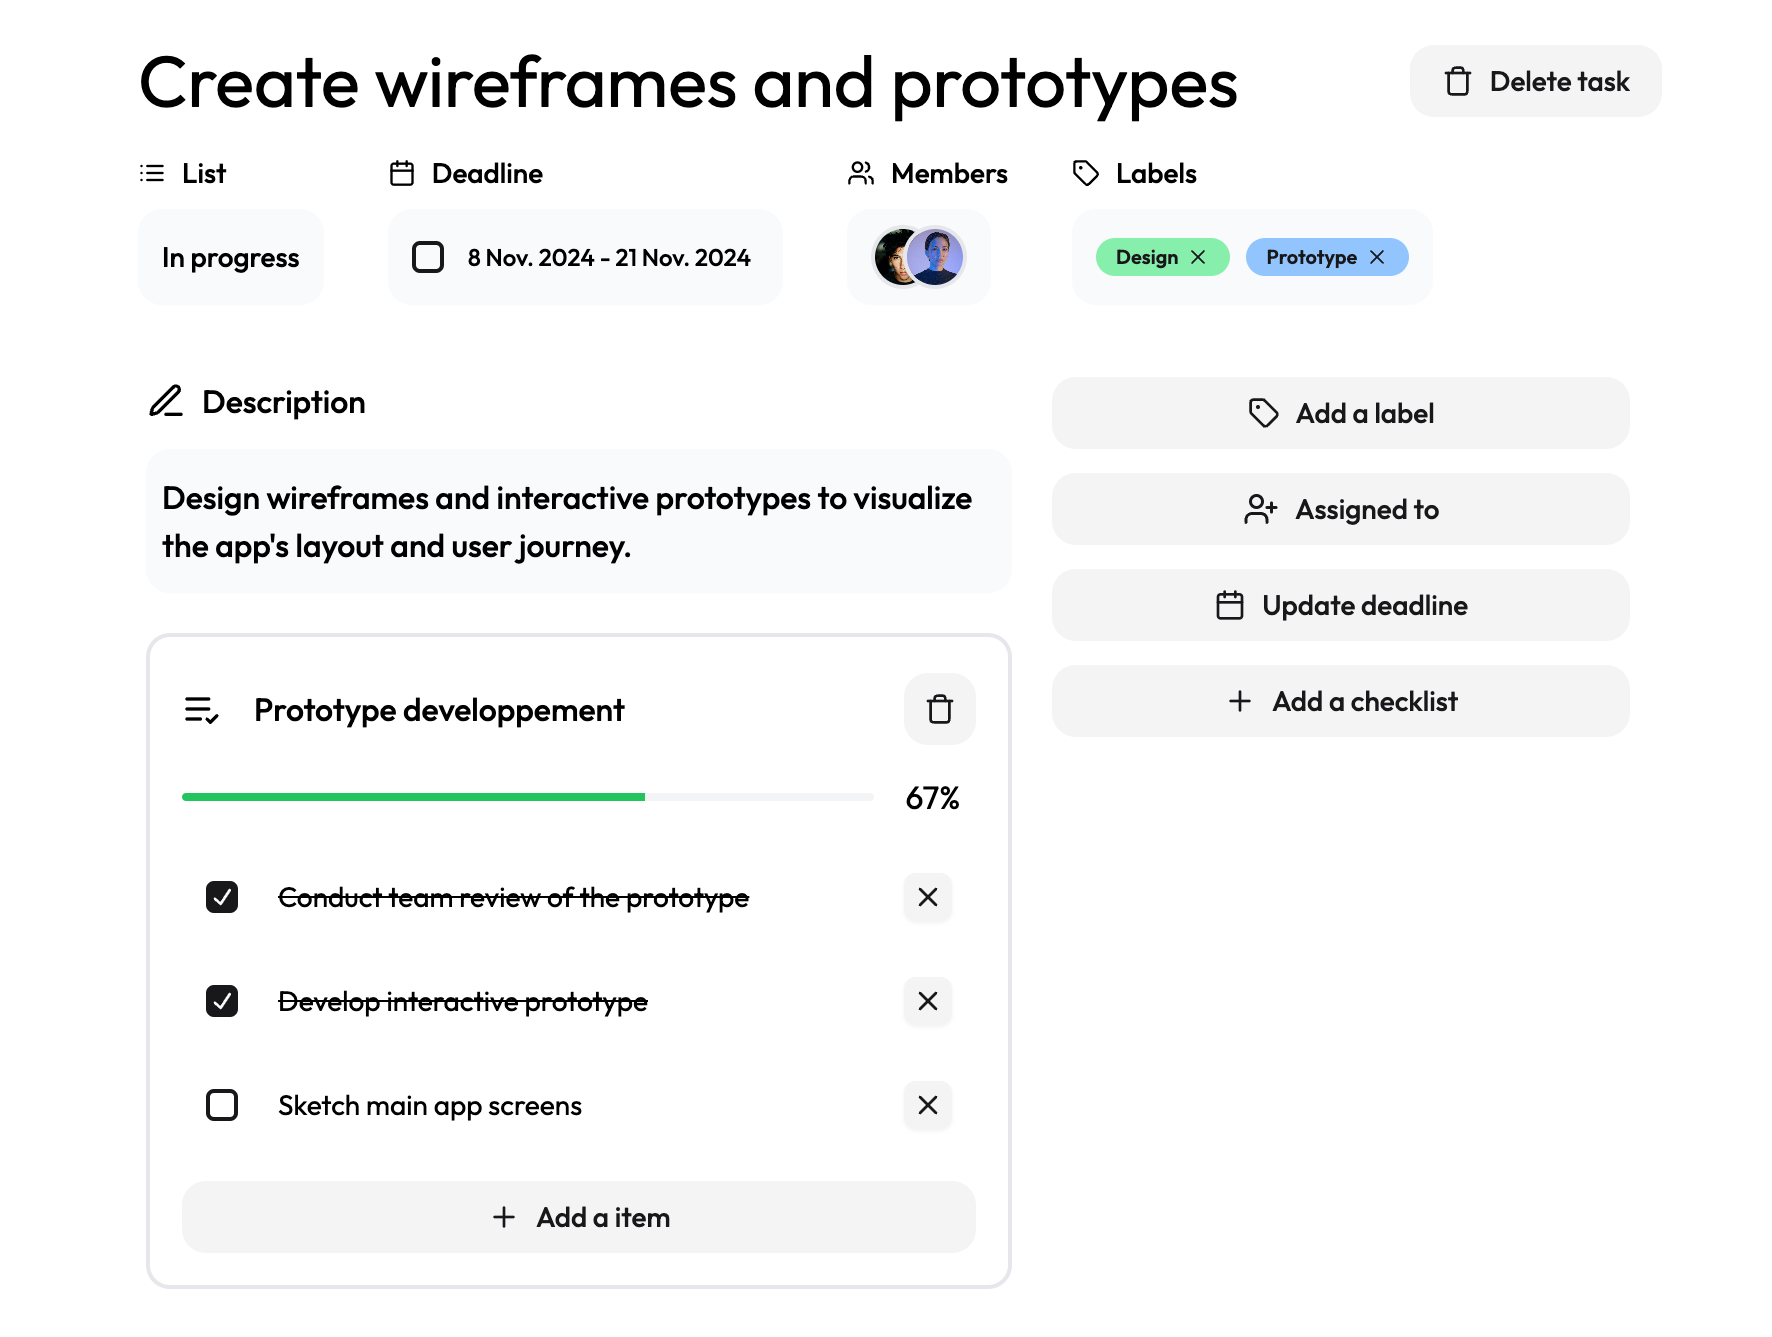 Create wireframes and prototypes
Delete task
List
Deadline
Members
Labels
In progress
8 Nov. 2024 - 21 Nov. 2024
Design
Prototype
Description
Add a label
Design wireframes and interactive prototypes to visualize
the app's layout and user journey.
Assigned to
Update deadline
Add a checklist
Prototype developpement
67%
Conduct team review of the prototype
Develop interactive prototype
Sketch main app screens
Add a item